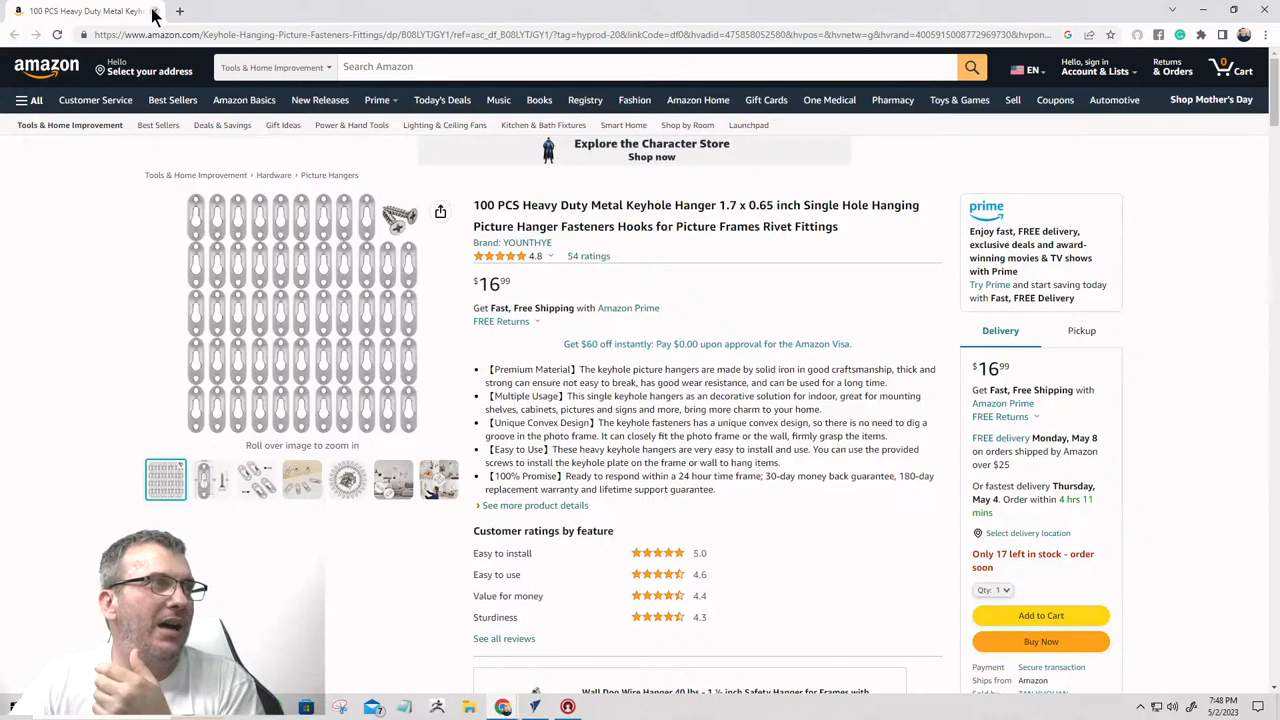 100 PCS Heavy Duty Metal Keyh
https://www.amazon.com/Keyhole-Hanging-Picture-Fasteners-Fittings/dp/B08LYTJGY1/ref=asc_df_B08LYTJGY1/?tag=hyprod-20&linkCode=df0&hvadid=475858052580&hvpos=&hvnetw=g&hvrand=4005915008772969730&hvpon...
amazon
Hello
Select your address
Tools & Home Improvement
Search Amazon
EN
Hello, sign in
Account & Lists
Returns
& Orders
0
Cart
All
Customer Service
Best Sellers
Amazon Basics
New Releases
Prime
Today's Deals
Music
Books
Registry
Fashion
Amazon Home
Gift Cards
One Medical
Pharmacy
Toys & Games
Sell
Coupons
Automotive
Shop Mother's Day
Tools & Home Improvement
Best Sellers
Deals & Savings
Gift Ideas
Power & Hand Tools
Lighting & Ceiling Fans
Kitchen & Bath Fixtures
Smart Home
Shop by Room
Launchpad
Explore the Character Store
Shop now
Tools & Home Improvement › Hardware › Picture Hangers
Roll over image to zoom in
100 PCS Heavy Duty Metal Keyhole Hanger 1.7 x 0.65 inch Single Hole Hanging
Picture Hanger Fasteners Hooks for Picture Frames Rivet Fittings
Brand: YOUNTHYE
4.8
54 ratings
$16 99
Get Fast, Free Shipping with Amazon Prime
FREE Returns
Get $60 off instantly: Pay $0.00 upon approval for the Amazon Visa.
• 【Premium Material】The keyhole picture hangers are made by solid iron in good craftsmanship, thick and
strong can ensure not easy to break, has good wear resistance, and can be used for a long time.
• 【Multiple Usage】This single keyhole hangers as an decorative solution for indoor, great for mounting
shelves, cabinets, pictures and signs and more, bring more charm to your home.
• 【Unique Convex Design】The keyhole fasteners has a unique convex design, so there is no need to dig a
groove in the photo frame. It can closely fit the photo frame or the wall, firmly grasp the items.
• 【Easy to Use】These heavy keyhole hangers are very easy to install and use. You can use the provided
screws to install the keyhole plate on the frame or wall to hang items.
• 【100% Promise】Ready to respond within a 24 hour time frame; 30-day money back guarantee, 180-day
replacement warranty and lifetime support guarantee.
› See more product details
Customer ratings by feature
Easy to install
5.0
Easy to use
4.6
Value for money
4.4
Sturdiness
4.3
See all reviews
Wall Dog Wire Hanger 40 lbs - 1 ½ inch Safety Hanger for Frames with
prime
Enjoy fast, FREE delivery,
exclusive deals and award-
winning movies & TV shows
with Prime
Try Prime and start saving today
with Fast, FREE Delivery
Delivery
Pickup
$16 99
Get Fast, Free Shipping with
Amazon Prime
FREE Returns
FREE delivery Monday, May 8
on orders shipped by Amazon
over $25
Or fastest delivery Thursday,
May 4. Order within 4 hrs 11
mins
Select delivery location
Only 17 left in stock - order
soon
Qty: 1
Add to Cart
Buy Now
Payment
Secure transaction
Ships from
Amazon
7
7:48 PM
5/2/2023